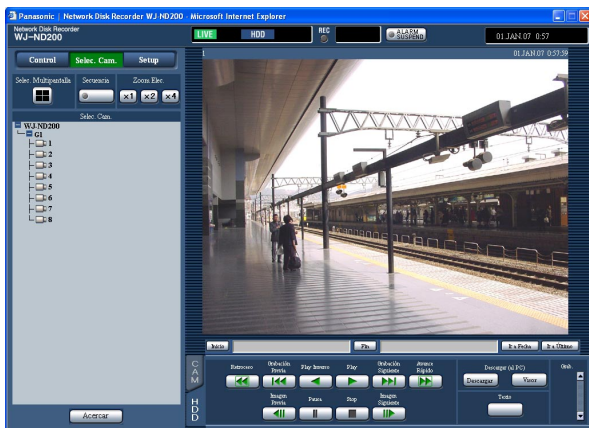 Panasonic | Network Disk Recorder WJ-ND200 - Microsoft Internet Explorer
Network Disk Recorder
WJ-ND200
LIVE HDD REC ALARM SUSPEND 01.JAN.07 0:57
Control Selec. Cam. Setup
Selec. Multipantalla Secuencia Zoom Elec.
x1 x2 x4
Selec. Cam.
WJ-ND200
G1
1
2
3
4
5
6
7
8
Acercar
1 01.JAN.07 0:57:59
Inicio Fin Ir a Fecha Ir a Último
CAM
HDD
Retroceso Grabación Previa Play Inverso Play Grabación Siguiente Avance Rápido
Imagen Previa Pausa Stop Imagen Siguiente
Descargar (al PC)
Descargar Visor
Texto
Grab.